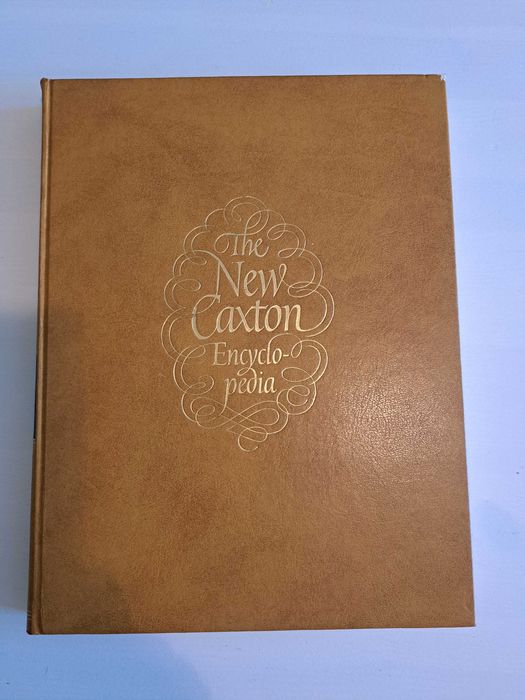 The
New
Caxton
Encyclo-
pedia